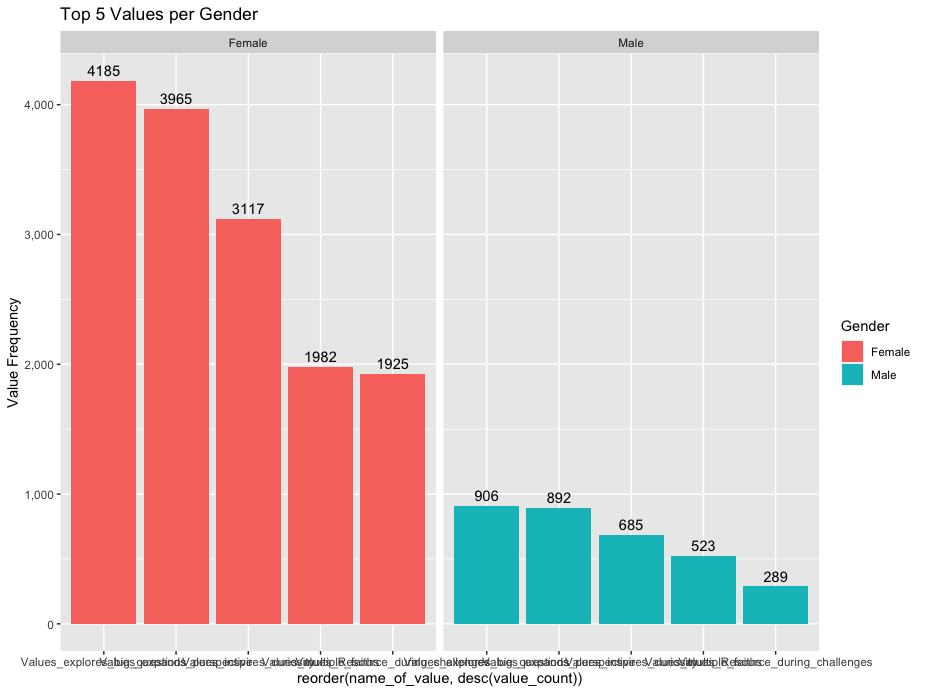 Top 5 Values per Gender
Female
Male
4185
3965
3117
1982
1925
906
892
685
523
289
4,000
3,000
2,000
1,000
0
Value Frequency
Gender
Female
Male
reorder(name_of_value, desc(value_count))